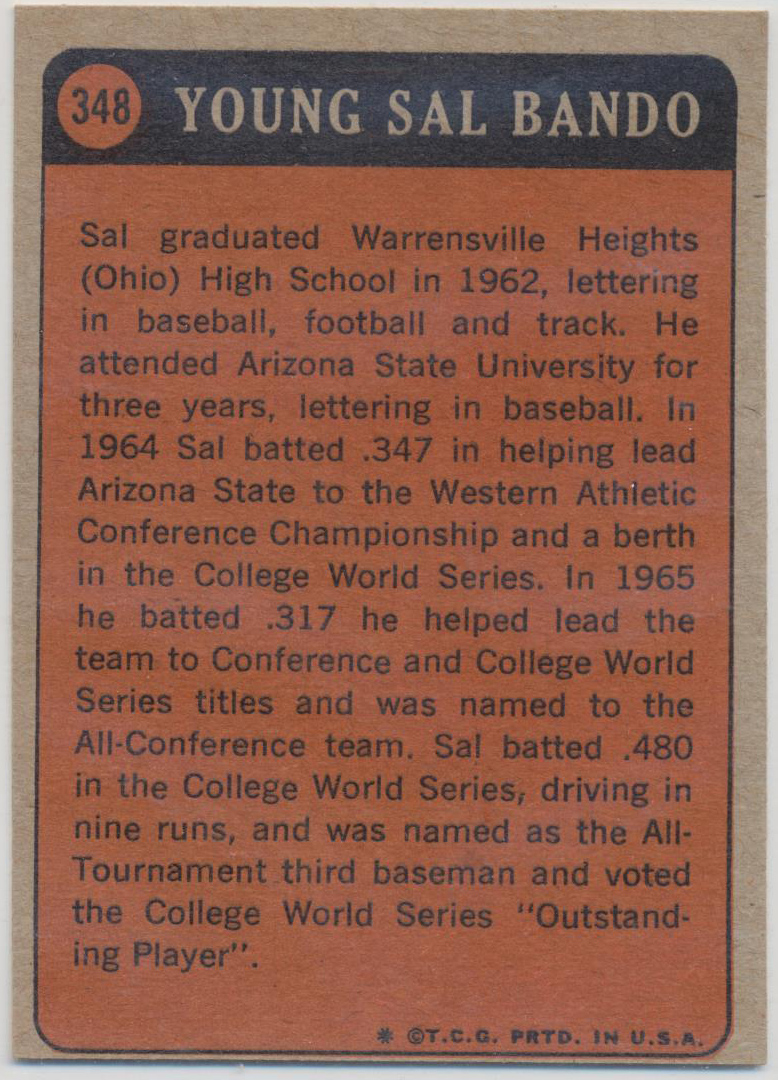 348 YOUNG SAL BANDO
Sal graduated Warrensville Heights
(Ohio) High School in 1962, lettering
in baseball, football and track. He
attended Arizona State University for
three years, lettering in baseball. In
1964 Sal batted .347 in helping lead
Arizona State to the Western Athletic
Conference Championship and a berth
in the College World Series. In 1965
he batted .317 he helped lead the
team to Conference and College World
Series titles and was named to the
All-Conference team. Sal batted .480
in the College World Series, driving in
nine runs, and was named as the All-
Tournament third baseman and voted
the College World Series "Outstand-
ing Player".
* ©T.C.G. PRTD. IN U.S.A.